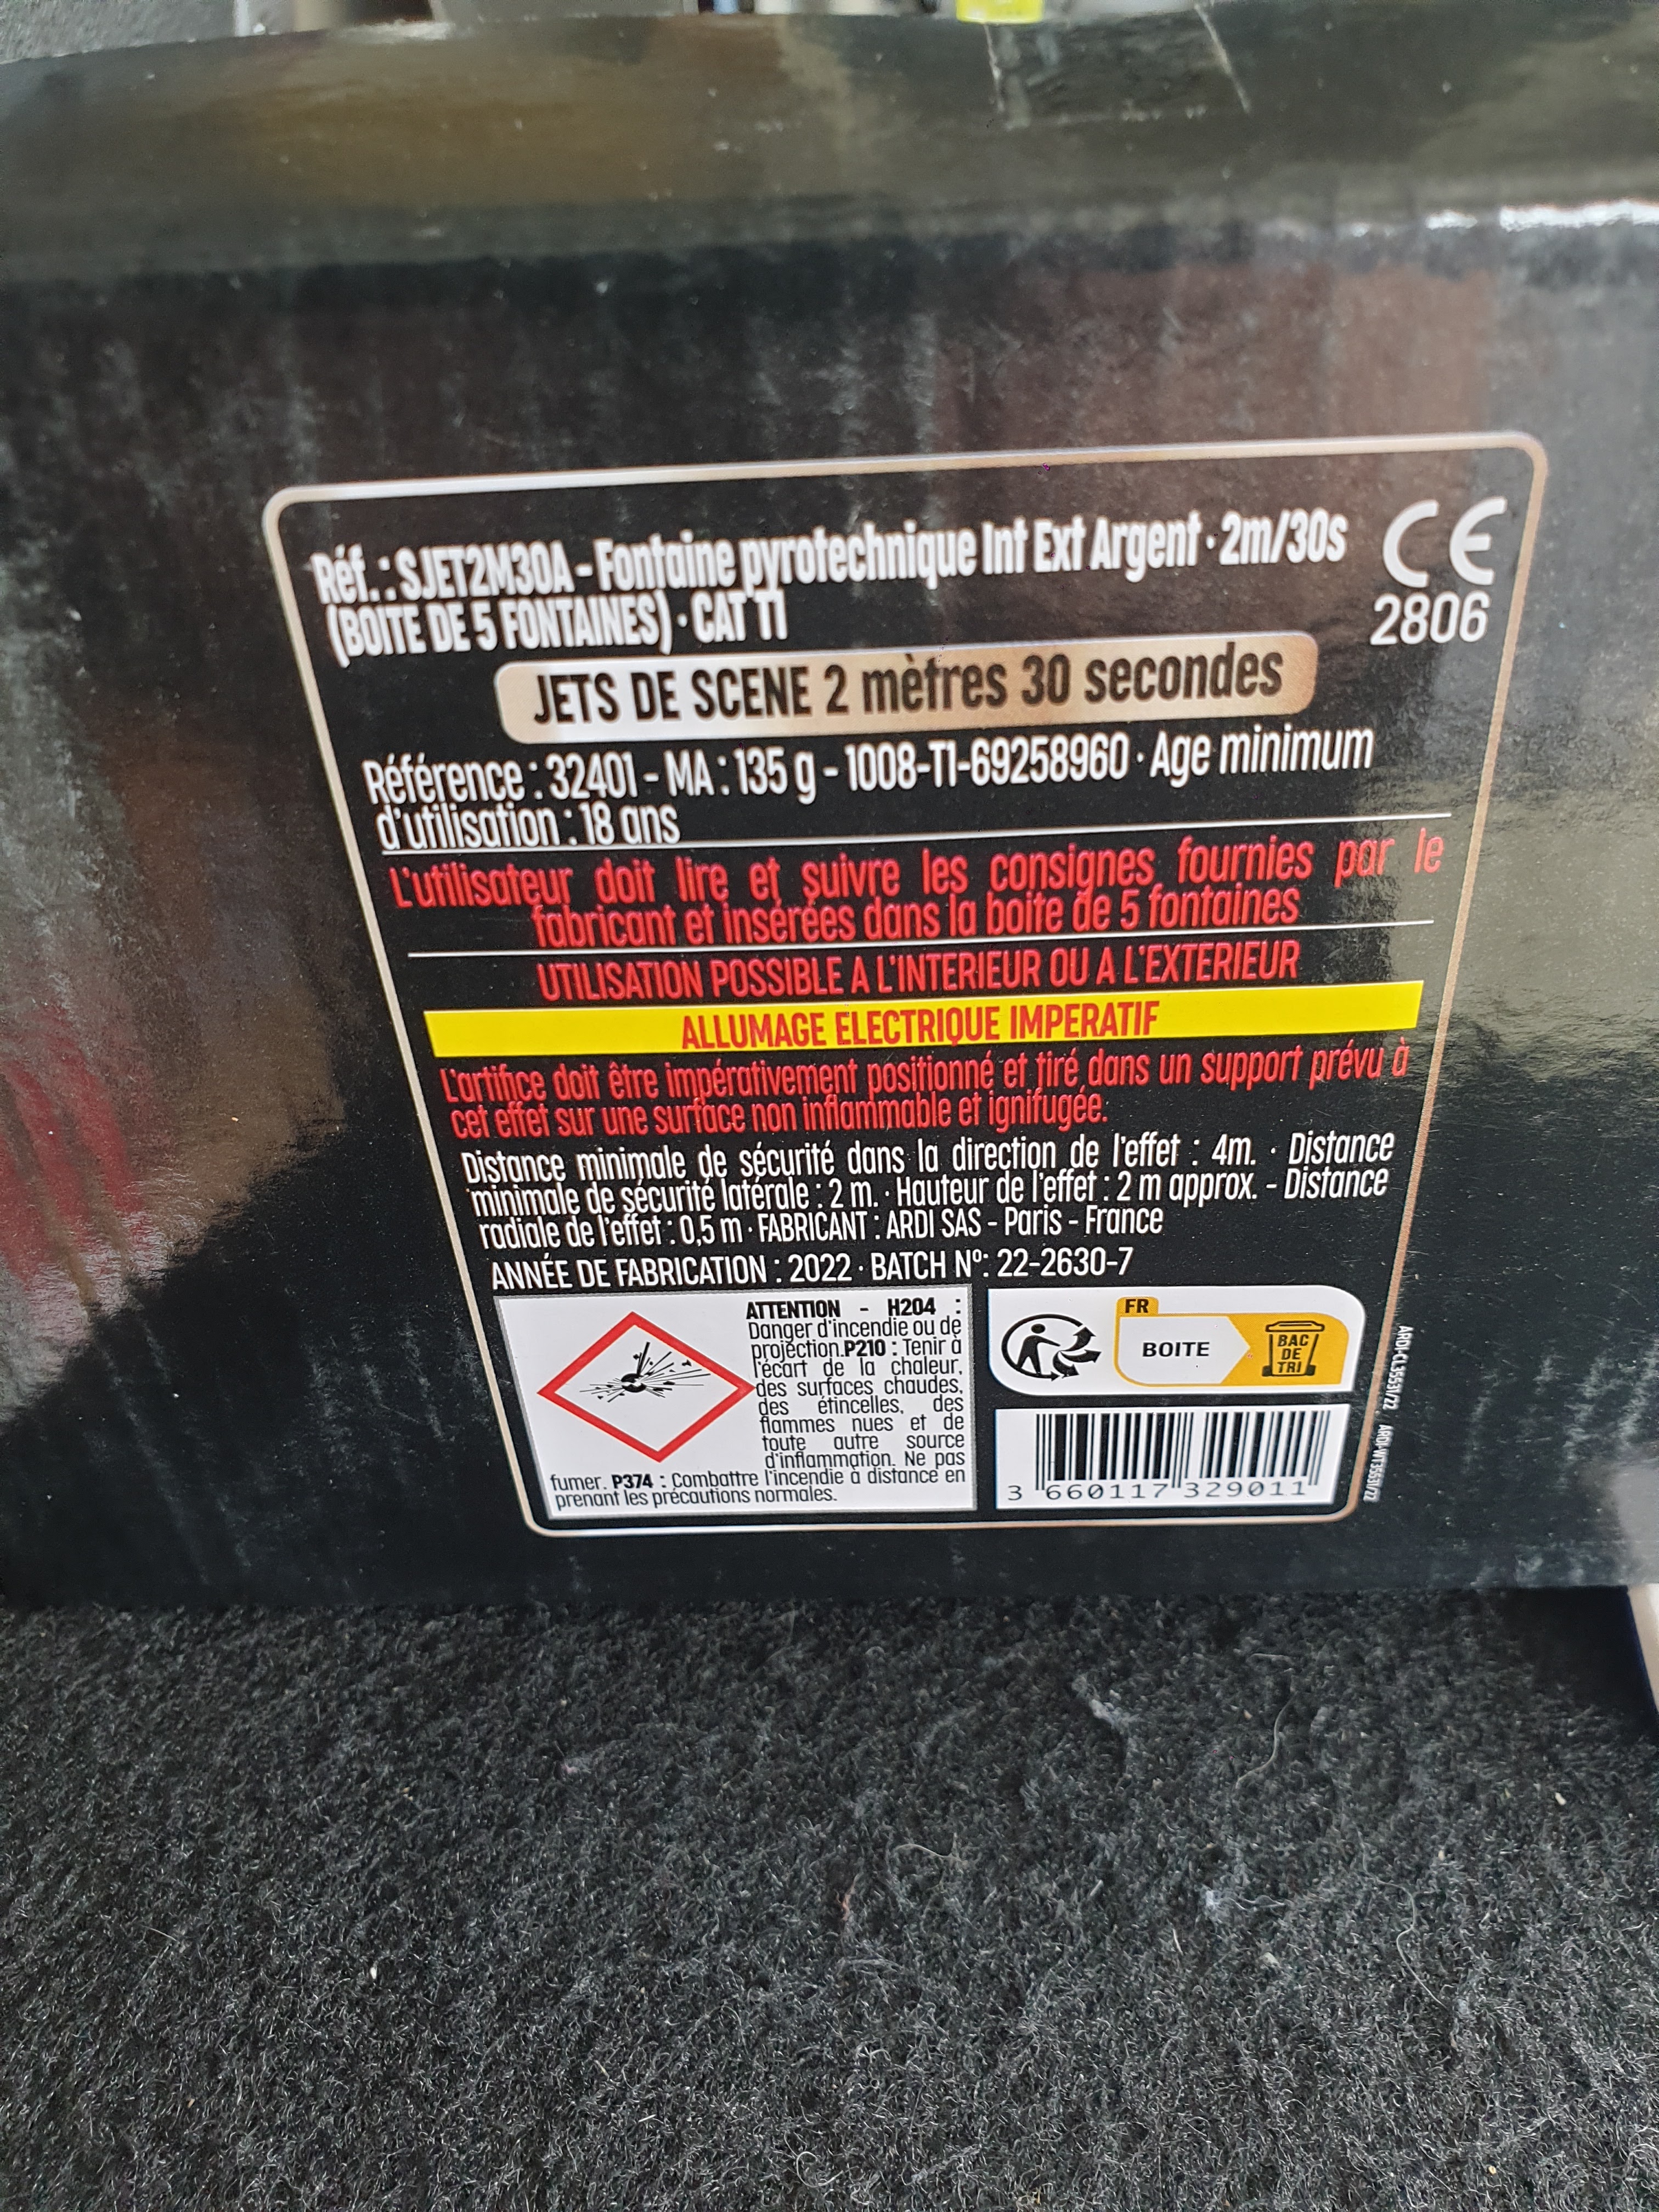 Réf. : SJET2M30A - Fontaine pyrotechnique Int Ext Argent · 2m/30s
(BOITE DE 5 FONTAINES) · CAT T1
CE
2806
JETS DE SCENE 2 mètres 30 secondes
Référence : 32401 - MA : 135 g - 1008-T1-69258960 · Age minimum
d'utilisation : 18 ans
L'utilisateur doit lire et suivre les consignes fournies par le
fabricant et insérées dans la boite de 5 fontaines
UTILISATION POSSIBLE A L'INTERIEUR OU A L'EXTERIEUR
ALLUMAGE ELECTRIQUE IMPERATIF
L'artifice doit être impérativement positionné et tiré dans un support prévu à
cet effet sur une surface non inflammable et ignifugée.
Distance minimale de sécurité dans la direction de l'effet : 4m. · Distance
minimale de sécurité latérale : 2 m. · Hauteur de l'effet : 2 m approx. - Distance
radiale de l'effet : 0,5 m · FABRICANT : ARDI SAS - Paris - France
ANNÉE DE FABRICATION : 2022 · BATCH N°: 22-2630-7
ATTENTION - H204 :
Danger d'incendie ou de
projection.P210 : Tenir à
l'écart de la chaleur,
des surfaces chaudes,
des étincelles, des
flammes nues et de
toute autre source
d'inflammation. Ne pas
fumer. P374 : Combattre l'incendie à distance en
prenant les précautions normales.
FR
BOITE
BAC
DE
TRI
3 660117 329011
ARDI-CL35531/22 ARDI-WT35531/22